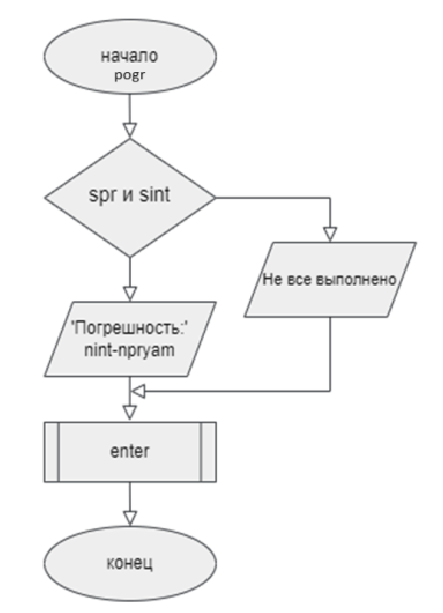 начало
pogr
spr и sint
Не все выполнено
'Погрешность:'
nint-npryam
enter
конец